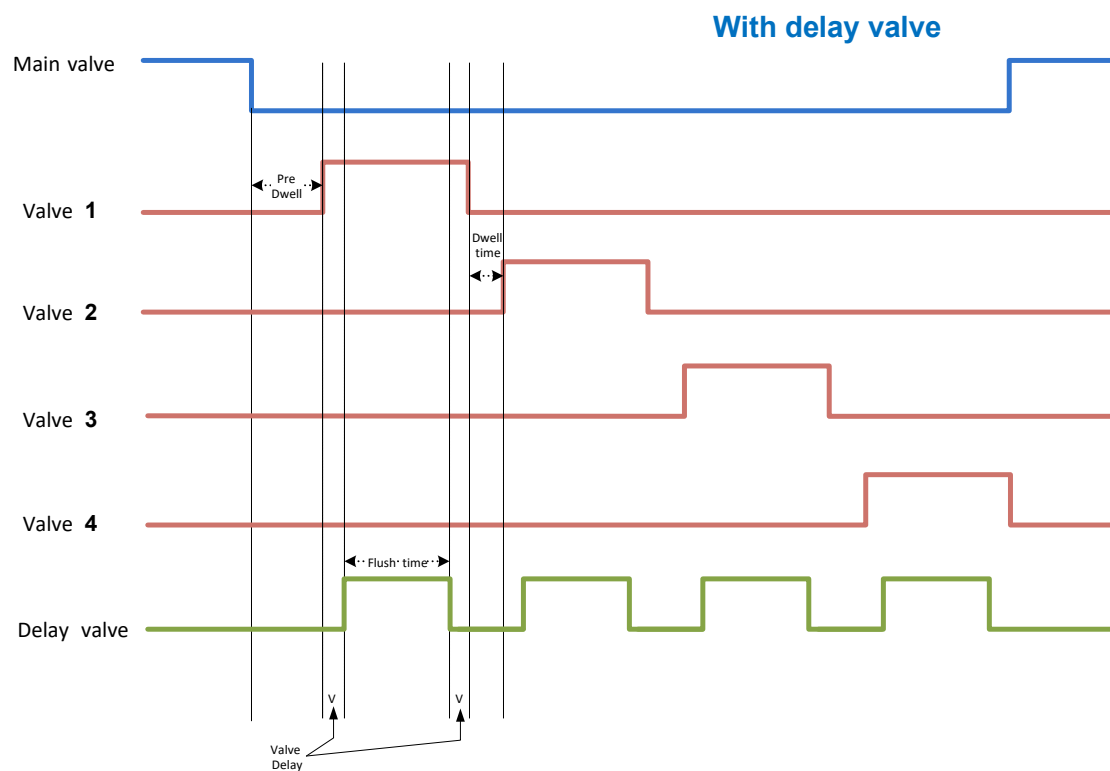 With delay valve
Main valve
Pre
Dwell
Valve 1
Dwell
time
Valve 2
Valve 3
Valve 4
Flush time
Delay valve
V
V
Valve
Delay